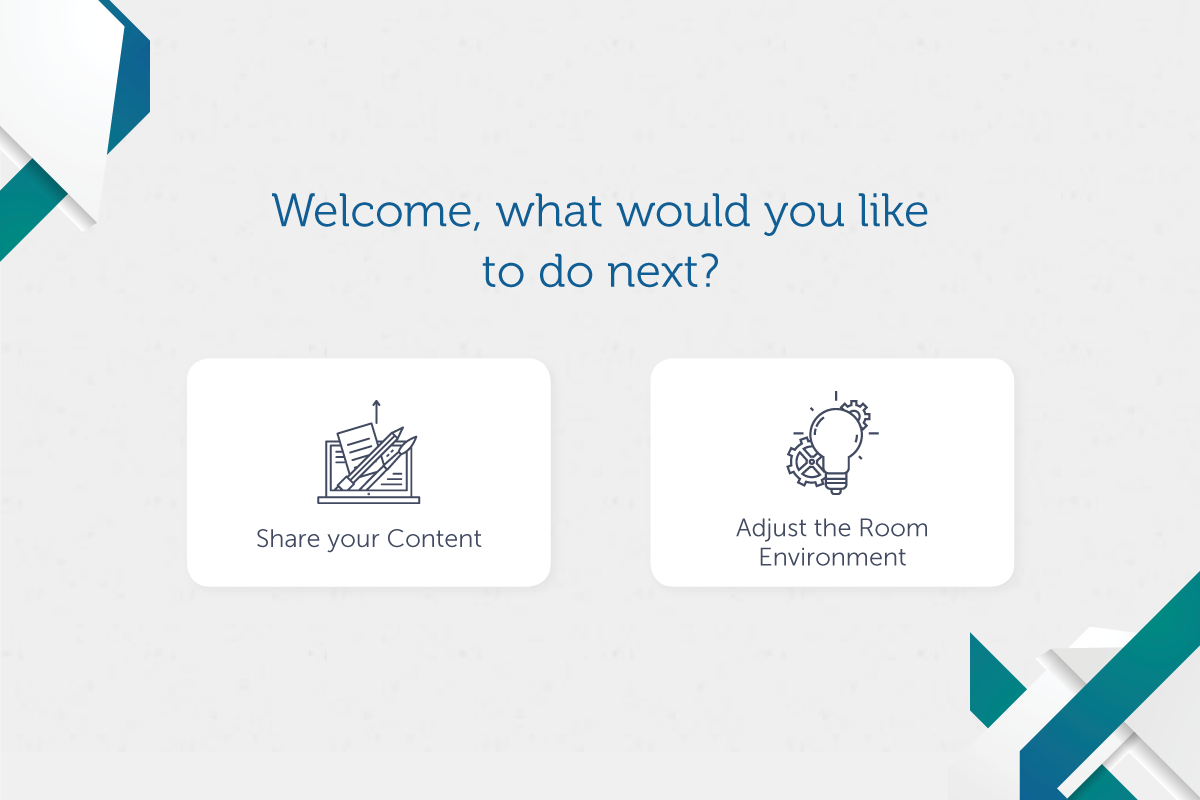 Welcome, what would you like
to do next?
Share your Content
Adjust the Room
Environment